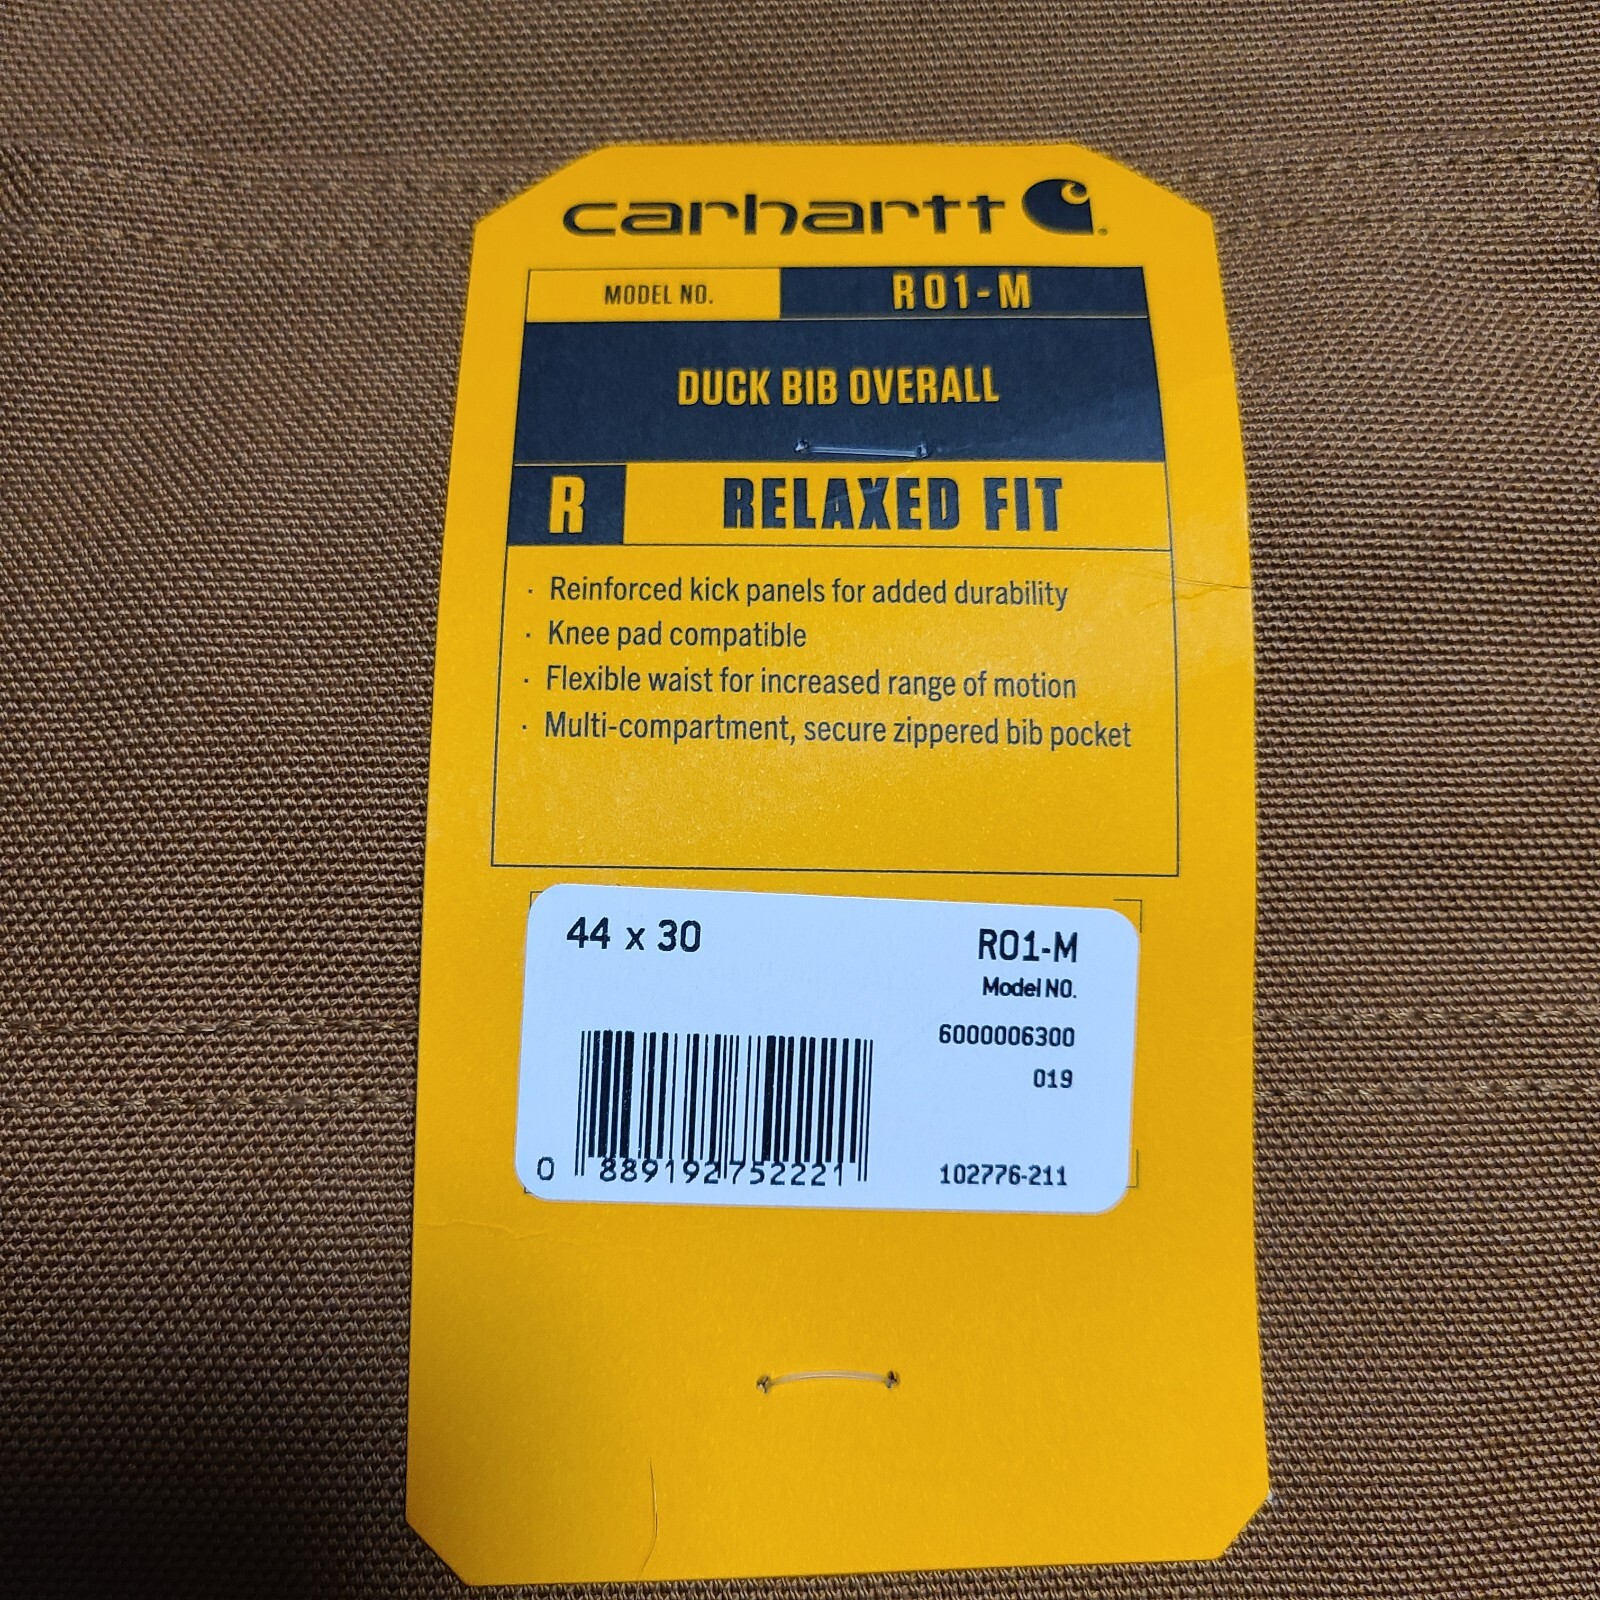 carhartt
MODEL NO. R01-M
DUCK BIB OVERALL
R RELAXED FIT
· Reinforced kick panels for added durability
· Knee pad compatible
· Flexible waist for increased range of motion
· Multi-compartment, secure zippered bib pocket
44 x 30 R01-M
Model NO.
6000006300
019
0 889192752221 102776-211